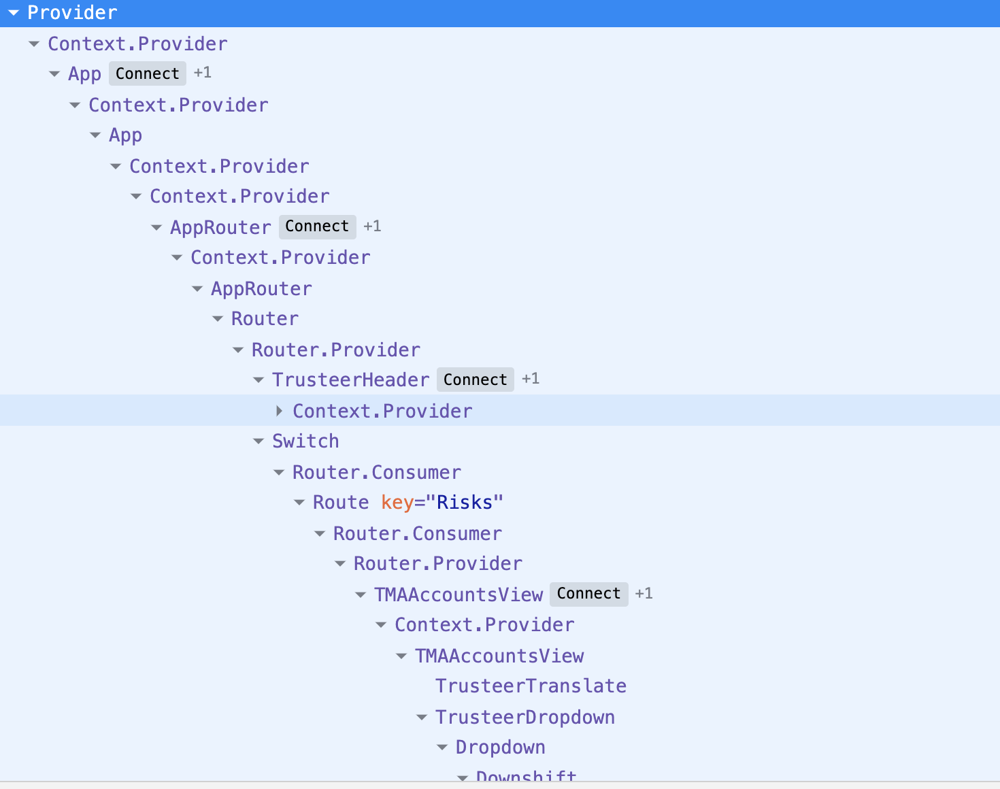 Provider
Context.Provider
App Connect +1
Context.Provider
App
Context.Provider
Context.Provider
AppRouter Connect +1
Context.Provider
AppRouter
Router
Router.Provider
TrusteerHeader Connect +1
Context.Provider
Switch
Router.Consumer
Route key="Risks"
Router.Consumer
Router.Provider
TMAAccountsView Connect +1
Context.Provider
TMAAccountsView
TrusteerTranslate
TrusteerDropdown
Dropdown
Downshift